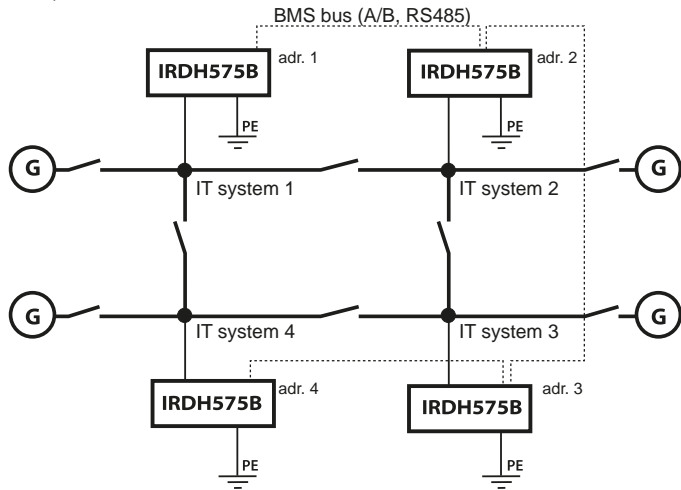 BMS bus (A/B, RS485)
IRDH575B
adr. 1
IRDH575B
adr. 2
PE
PE
G
G
IT system 1
IT system 2
G
G
IT system 4
IT system 3
IRDH575B
adr. 4
IRDH575B
adr. 3
PE
PE